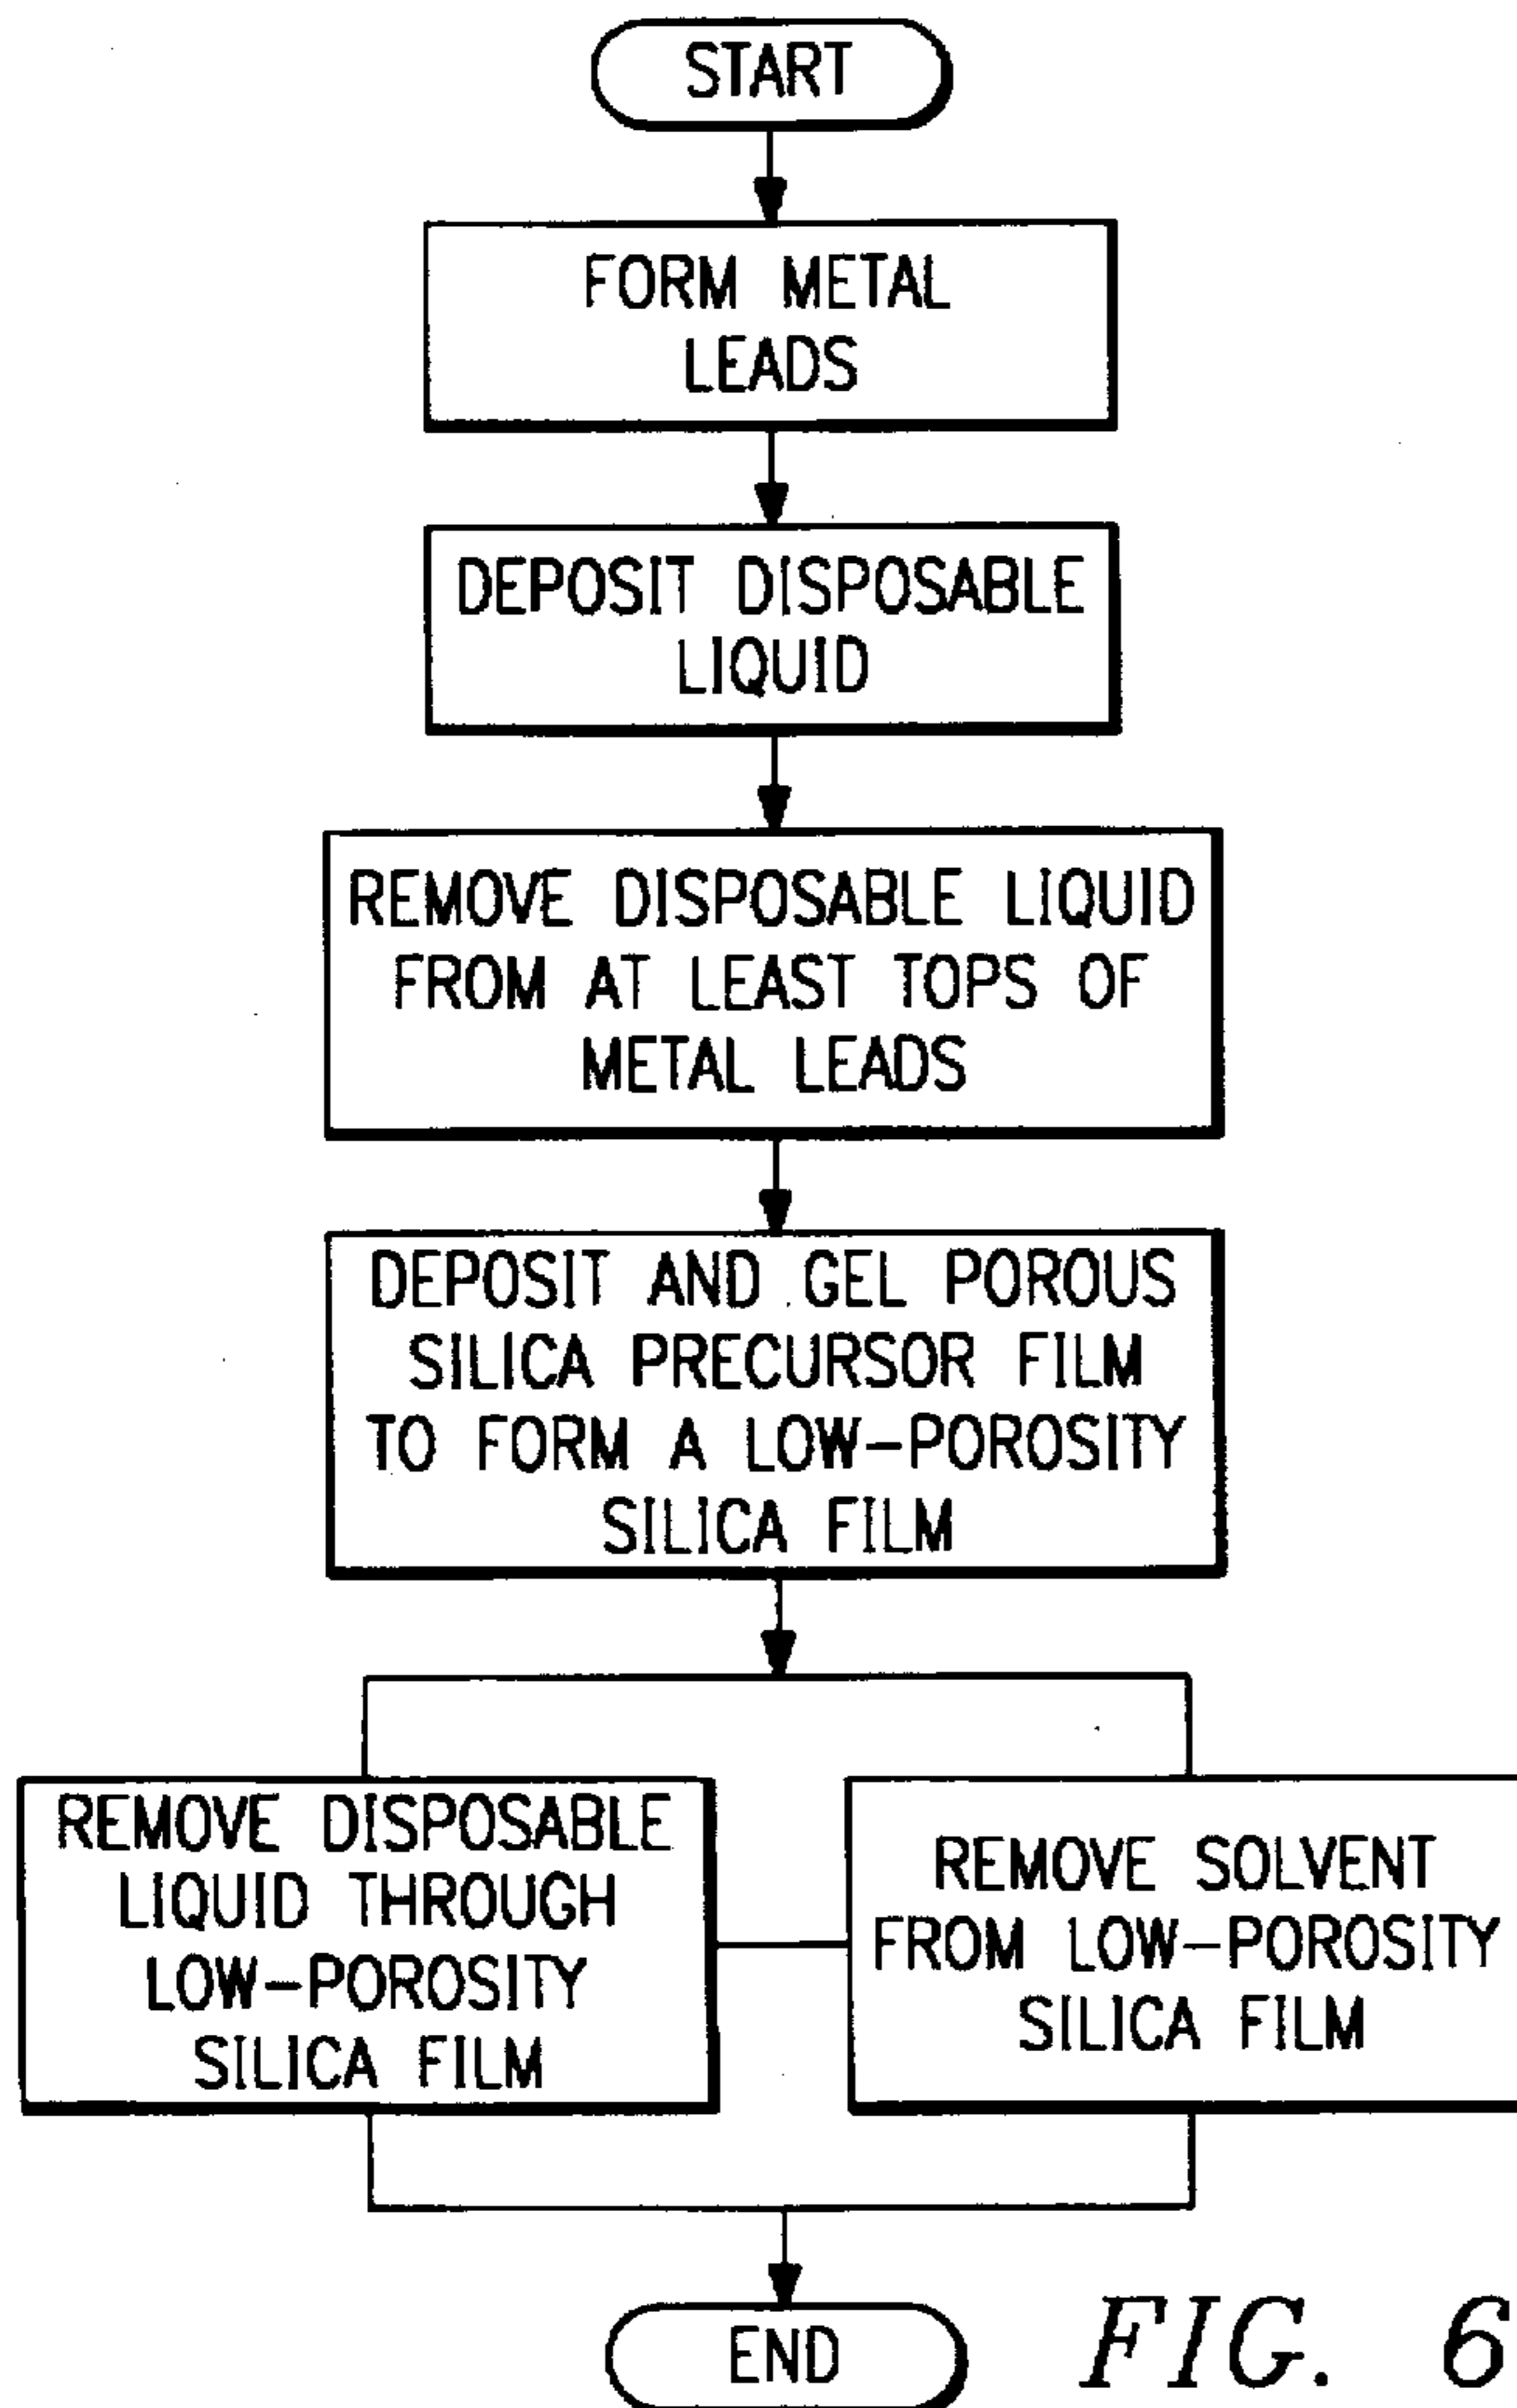 START
FORM METAL
LEADS
DEPOSIT DISPOSABLE
LIQUID
REMOVE DISPOSABLE LIQUID
FROM AT LEAST TOPS OF
METAL LEADS
DEPOSIT AND GEL POROUS
SILICA PRECURSOR FILM
TO FORM A LOW-POROSITY
SILICA FILM
REMOVE DISPOSABLE
LIQUID THROUGH
LOW-POROSITY
SILICA FILM
REMOVE SOLVENT
FROM LOW-POROSITY
SILICA FILM
END
FIG. 6